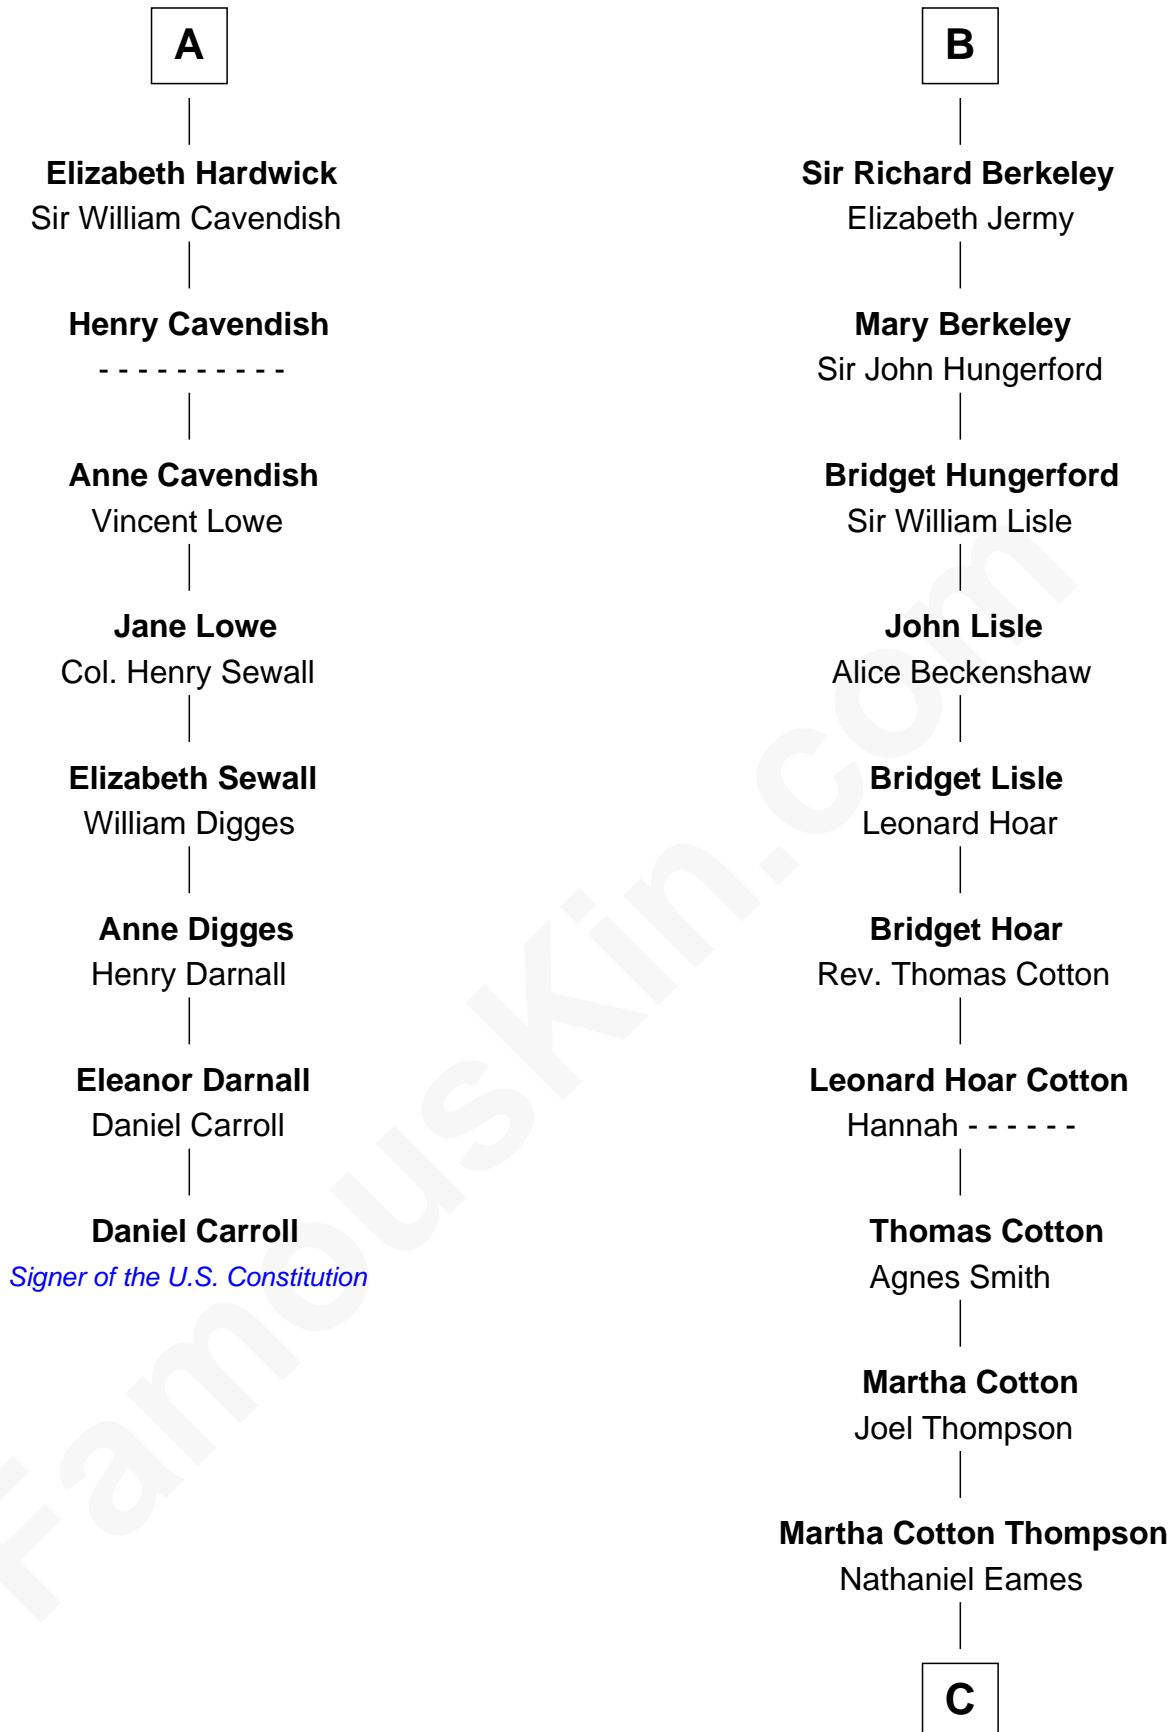 A
Elizabeth Hardwick
Sir William Cavendish
Henry Cavendish
- - - - - - - - - -
Anne Cavendish
Vincent Lowe
Jane Lowe
Col. Henry Sewall
Elizabeth Sewall
William Digges
Anne Digges
Henry Darnall
Eleanor Darnall
Daniel Carroll
Daniel Carroll
Signer of the U.S. Constitution
B
Sir Richard Berkeley
Elizabeth Jermy
Mary Berkeley
Sir John Hungerford
Bridget Hungerford
Sir William Lisle
John Lisle
Alice Beckenshaw
Bridget Lisle
Leonard Hoar
Bridget Hoar
Rev. Thomas Cotton
Leonard Hoar Cotton
Hannah - - - - - -
Thomas Cotton
Agnes Smith
Martha Cotton
Joel Thompson
Martha Cotton Thompson
Nathaniel Eames
C
FamousKin.com